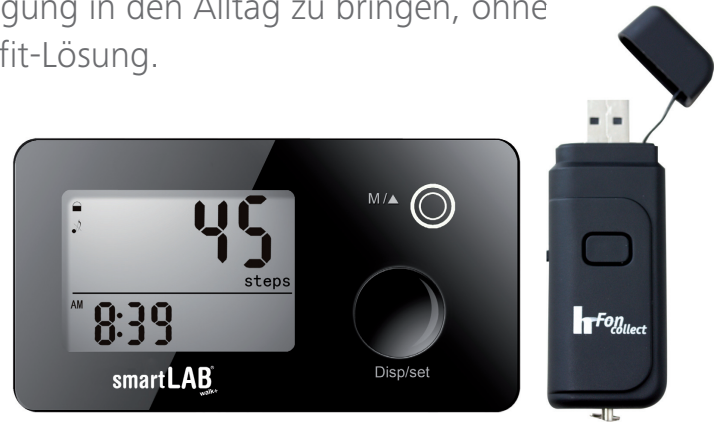 gung in den Alltag zu bringen, ohne
fit-Lösung.
M/▲
45
steps
AM
8:39
smartLAB®
walk+
Disp/set
hFon
collect